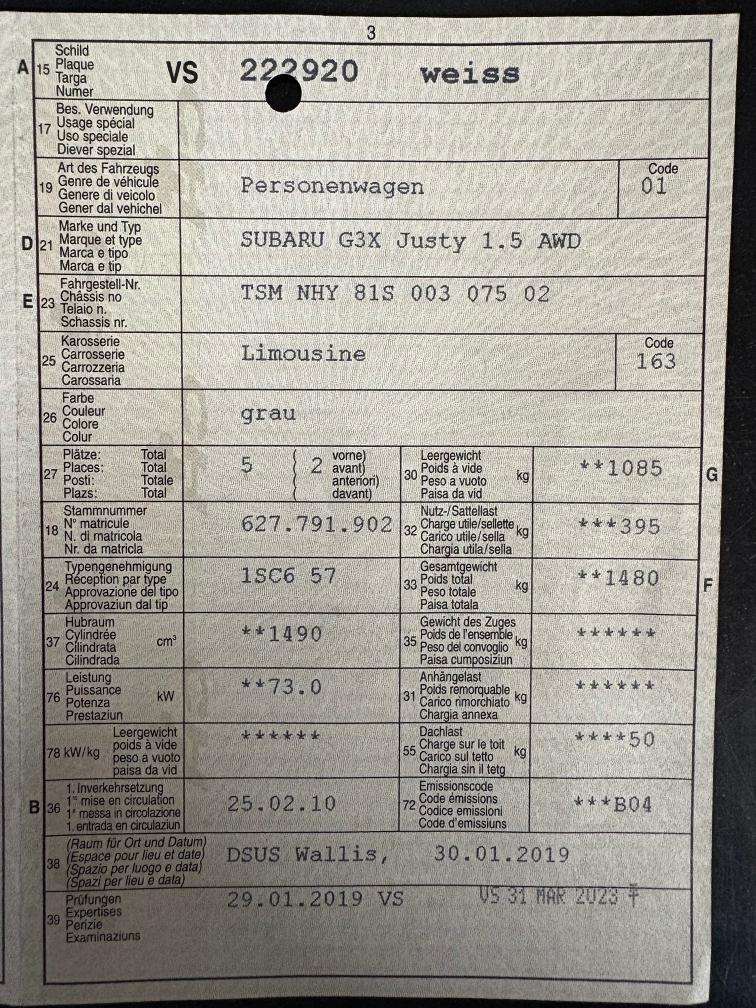 3
A 15 Schild
Plaque
Targa
Numer
VS 222920 weiss
17 Bes. Verwendung
Usage spécial
Uso speciale
Diever spezial
19 Art des Fahrzeugs
Genre de véhicule
Genere di veicolo
Gener dal vehichel
Personenwagen
Code
01
D 21 Marke und Typ
Marque et type
Marca e tipo
Marca e tip
SUBARU G3X Justy 1.5 AWD
E 23 Fahrgestell-Nr.
Châssis no
Telaio n.
Schassis nr.
TSM NHY 81S 003 075 02
25 Karosserie
Carrosserie
Carrozzeria
Carossaria
Limousine
Code
163
26 Farbe
Couleur
Colore
Colur
grau
27 Plätze: Total
Places: Total
Posti: Totale
Plazs: Total
5 ( 2 vorne)
avant)
anteriori)
davant)
30 Leergewicht
Poids à vide
Peso a vuoto
Paisa da vid
kg **1085 G
18 Stammnummer
N° matricule
N. di matricola
Nr. da matricla
627.791.902
32 Nutz-/Sattellast
Charge utile/sellette
Carico utile/sella
Chargia utila/sella
kg ***395
24 Typengenehmigung
Réception par type
Approvazione del tipo
Approvaziun dal tip
1SC6 57
33 Gesamtgewicht
Poids total
Peso totale
Paisa totala
kg **1480 F
37 Hubraum
Cylindrée
Cilindrata
Cilindrada
cm³ **1490
35 Gewicht des Zuges
Poids de l'ensemble
Peso del convoglio
Paisa cumposiziun
kg ******
76 Leistung
Puissance
Potenza
Prestaziun
kW **73.0
31 Anhängelast
Poids remorquable
Carico rimorchiato
Chargia annexa
kg ******
78 kW/kg Leergewicht
poids à vide
peso a vuoto
paisa da vid
******
55 Dachlast
Charge sur le toit
Carico sul tetto
Chargia sin il tetg
kg ****50
B 36 1. Inverkehrsetzung
1re mise en circulation
1a messa in circolazione
1. entrada en circulaziun
25.02.10
72 Emissionscode
Code émissions
Codice emissioni
Code d'emissiuns
***B04
38 (Raum für Ort und Datum)
(Espace pour lieu et date)
(Spazio per luogo e data)
(Spazi per lieu e data)
DSUS Wallis, 30.01.2019
39 Prüfungen
Expertises
Perizie
Examinaziuns
29.01.2019 VS
VS 31 MAR 2023